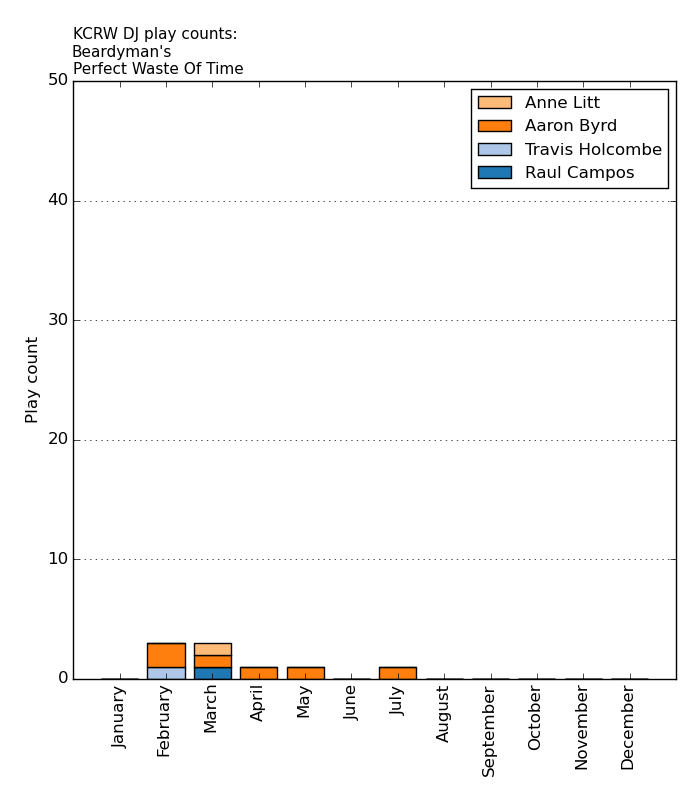 KCRW DJ play counts:
Beardyman's
Perfect Waste Of Time
50
40
30
20
10
0
Play count
Anne Litt
Aaron Byrd
Travis Holcombe
Raul Campos
January
February
March
April
May
June
July
August
September
October
November
December